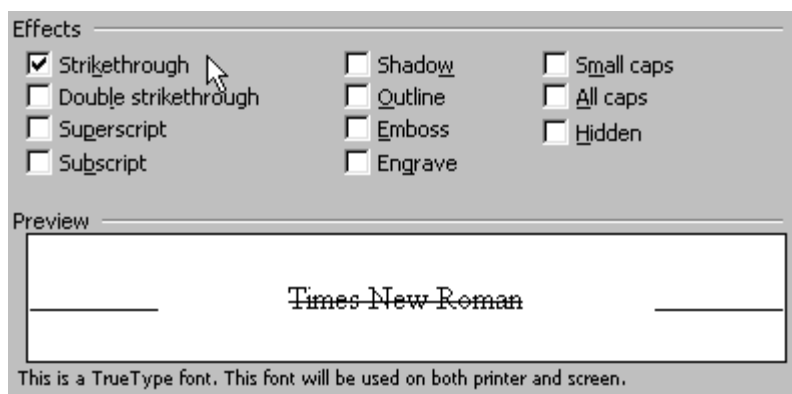 Effects
Strikethrough Shadow Small caps
Double strikethrough Outline All caps
Superscript Emboss Hidden
Subscript Engrave
Preview
Times New Roman
This is a TrueType font. This font will be used on both printer and screen.